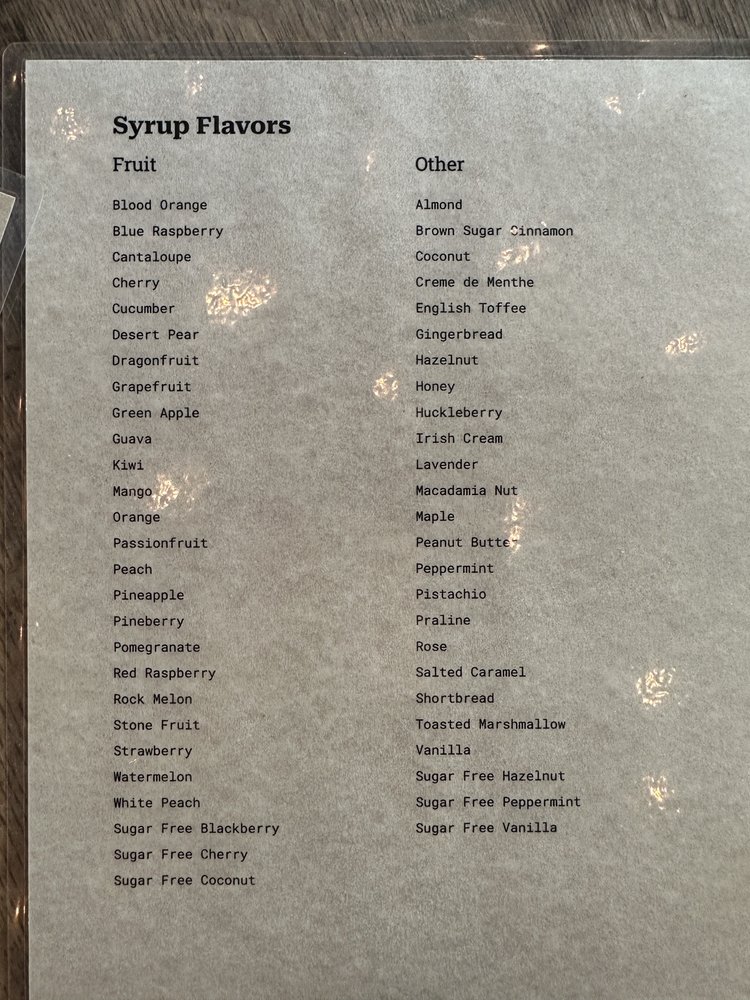 Syrup Flavors
Fruit
Blood Orange
Blue Raspberry
Cantaloupe
Cherry
Cucumber
Desert Pear
Dragonfruit
Grapefruit
Green Apple
Guava
Kiwi
Mango
Orange
Passionfruit
Peach
Pineapple
Pineberry
Pomegranate
Red Raspberry
Rock Melon
Stone Fruit
Strawberry
Watermelon
White Peach
Sugar Free Blackberry
Sugar Free Cherry
Sugar Free Coconut
Other
Almond
Brown Sugar Cinnamon
Coconut
Creme de Menthe
English Toffee
Gingerbread
Hazelnut
Honey
Huckleberry
Irish Cream
Lavender
Macadamia Nut
Maple
Peanut Butter
Peppermint
Pistachio
Praline
Rose
Salted Caramel
Shortbread
Toasted Marshmallow
Vanilla
Sugar Free Hazelnut
Sugar Free Peppermint
Sugar Free Vanilla